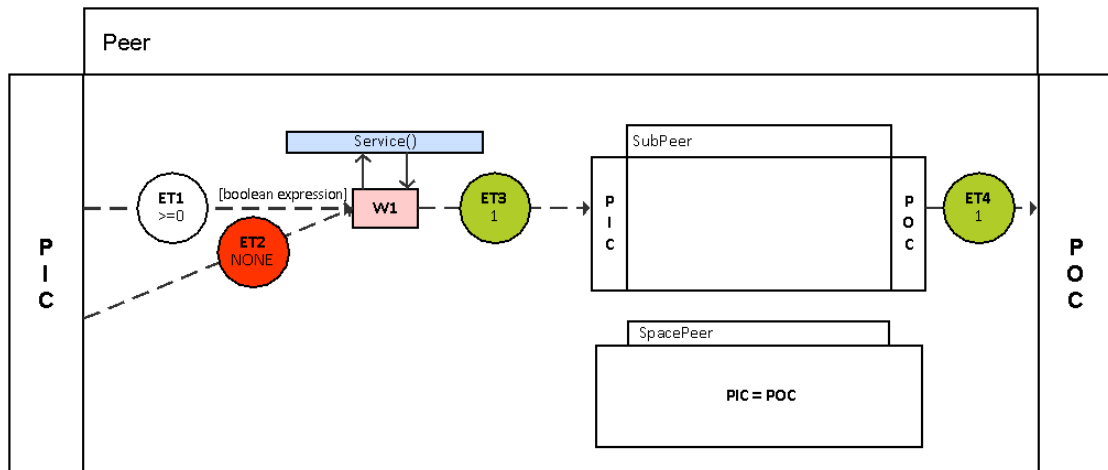 Peer
Service()
SubPeer
ET1
>=0
[boolean expression]
W1
ET3
1
P
I
C
P
O
C
ET4
1
ET2
NONE
P
I
C
P
O
C
SpacePeer
PIC = POC